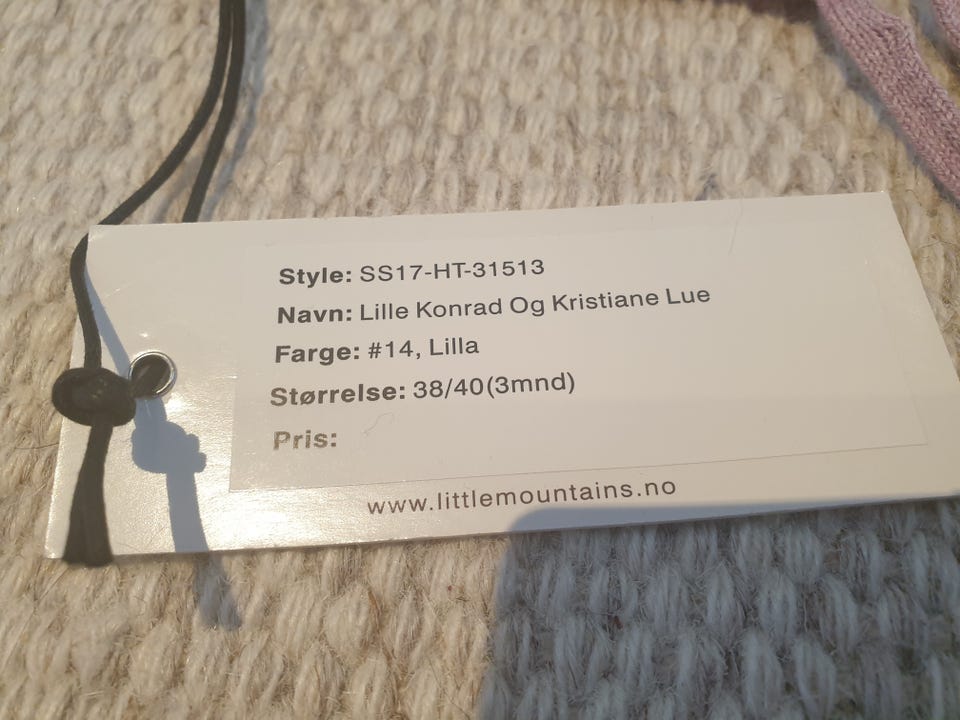 Style: SS17-HT-31513
Navn: Lille Konrad Og Kristiane Lue
Farge: #14, Lilla
Størrelse: 38/40(3mnd)
Pris:
www.littlemountains.no